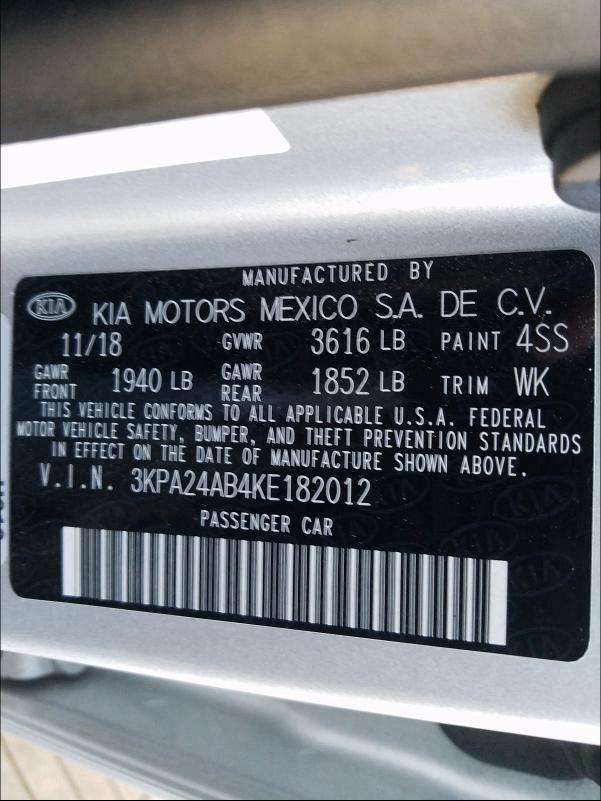 MANUFACTURED BY
KIA KIA MOTORS MEXICO S.A. DE C.V.
11/18 GVWR 3616 LB PAINT 4SS
GAWR FRONT 1940 LB GAWR REAR 1852 LB TRIM WK
THIS VEHICLE CONFORMS TO ALL APPLICABLE U.S.A. FEDERAL
MOTOR VEHICLE SAFETY, BUMPER, AND THEFT PREVENTION STANDARDS
IN EFFECT ON THE DATE OF MANUFACTURE SHOWN ABOVE.
V.I.N. 3KPA24AB4KE182012
PASSENGER CAR